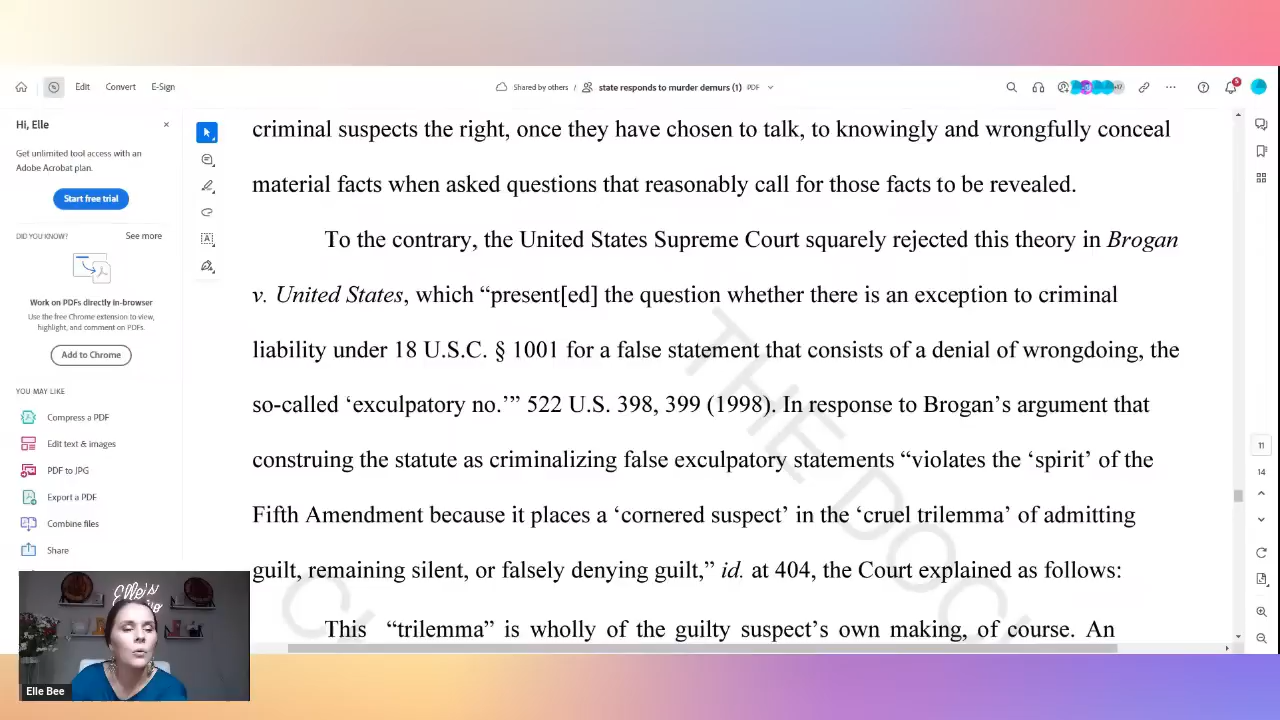 Edit
Convert
E-Sign
Shared by others / state responds to murder demurs (1) PDF
+17
5
Hi, Elle
Get unlimited tool access with an
Adobe Acrobat plan.
Start free trial
DID YOU KNOW?
See more
Work on PDFs directly in-browser
Use the free Chrome extension to view,
highlight, and comment on PDFs.
Add to Chrome
YOU MAY LIKE
Compress a PDF
Edit text & images
PDF to JPG
Export a PDF
Combine files
Share
criminal suspects the right, once they have chosen to talk, to knowingly and wrongfully conceal
material facts when asked questions that reasonably call for those facts to be revealed.
To the contrary, the United States Supreme Court squarely rejected this theory in Brogan
v. United States, which “present[ed] the question whether there is an exception to criminal
liability under 18 U.S.C. § 1001 for a false statement that consists of a denial of wrongdoing, the
so-called ‘exculpatory no.’” 522 U.S. 398, 399 (1998). In response to Brogan’s argument that
construing the statute as criminalizing false exculpatory statements “violates the ‘spirit’ of the
Fifth Amendment because it places a ‘cornered suspect’ in the ‘cruel trilemma’ of admitting
guilt, remaining silent, or falsely denying guilt,” id. at 404, the Court explained as follows:
This “trilemma” is wholly of the guilty suspect’s own making, of course. An
THE DOC
11
14
Elle's
Elle Bee